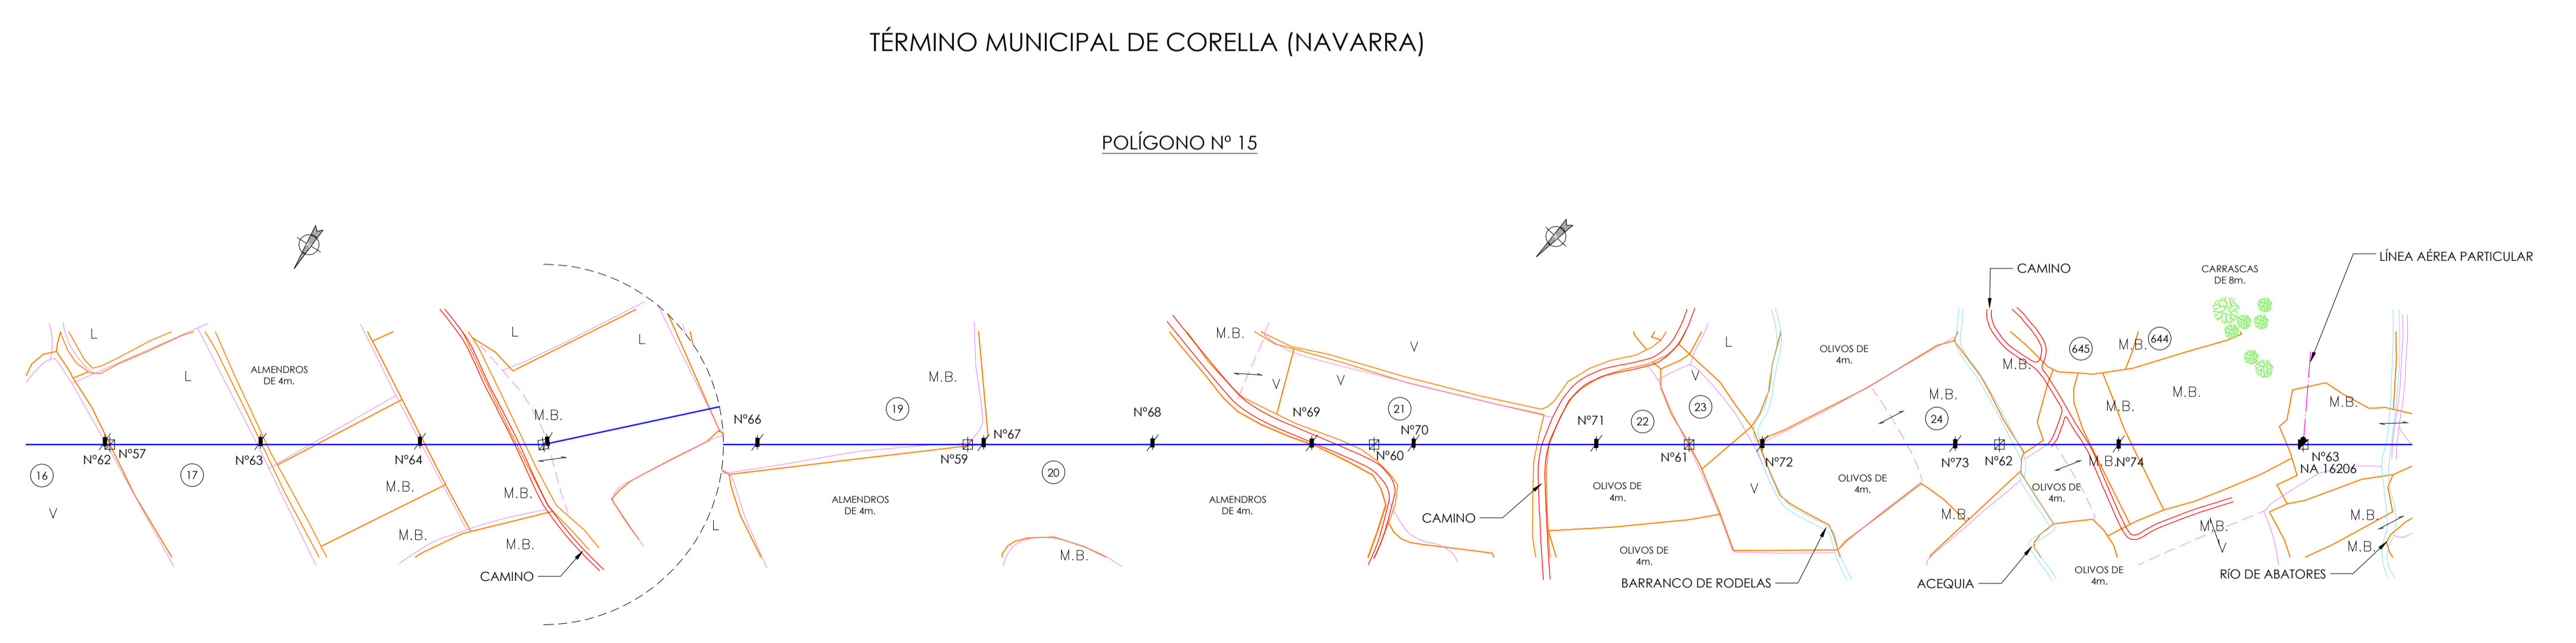 TÉRMINO MUNICIPAL DE CORELLA (NAVARRA)
POLÍGONO Nº 15
LÍNEA AÉREA PARTICULAR
CAMINO
CARRASCAS
DE 8m.
L
L
L
M.B.
V
L
M.B.
644
645
OLIVOS DE
4m.
M.B.
L
ALMENDROS
DE 4m.
M.B.
V
V
V
M.B.
M.B.
M.B.
M.B.
19
21
23
M.B.
Nº66
Nº68
Nº69
Nº71
22
24
Nº70
Nº67
Nº62
Nº57
Nº63
Nº64
Nº59
Nº60
Nº61
Nº72
Nº73
Nº62
M.B.
Nº74
Nº63
NA 16206
16
17
20
M.B.
M.B.
OLIVOS DE
4m.
OLIVOS DE
4m.
OLIVOS DE
4m.
V
V
ALMENDROS
DE 4m.
ALMENDROS
DE 4m.
CAMINO
M.B.
M.B.
L
M.B.
M.B.
M.B.
M.B.
OLIVOS DE
4m.
V
M.B.
CAMINO
BARRANCO DE RODELAS
ACEQUIA
OLIVOS DE
4m.
RÍO DE ABATORES